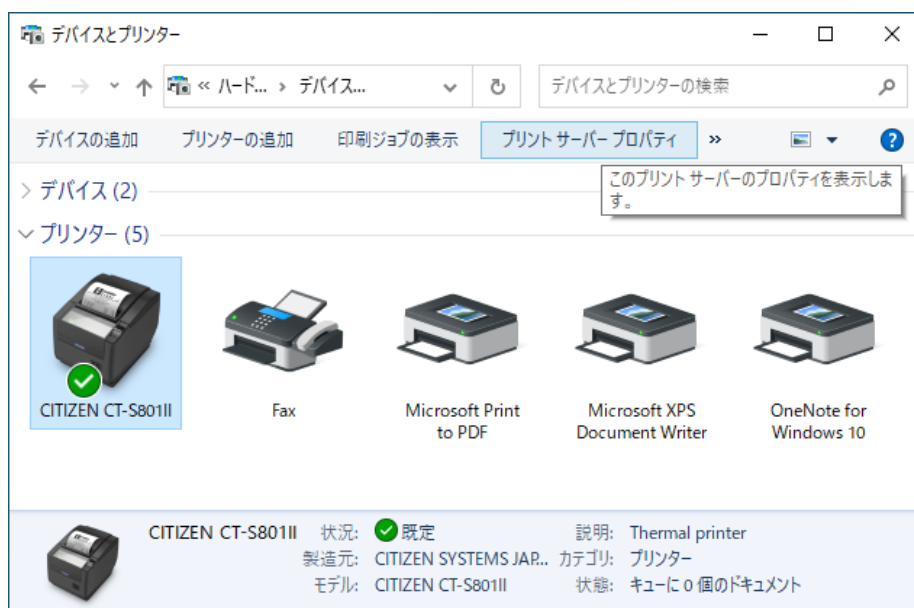 デバイスとプリンター
« ハード... › デバイス...
デバイスとプリンターの検索
デバイスの追加 プリンターの追加 印刷ジョブの表示 プリント サーバー プロパティ »
このプリント サーバーのプロパティを表示しま
す。
デバイス (2)
プリンター (5)
CITIZEN CT-S801II
Fax
Microsoft Print
to PDF
Microsoft XPS
Document Writer
OneNote for
Windows 10
CITIZEN CT-S801II 状況: 既定 説明: Thermal printer
製造元: CITIZEN SYSTEMS JAP... カテゴリ: プリンター
モデル: CITIZEN CT-S801II 状態: キューに 0 個のドキュメント